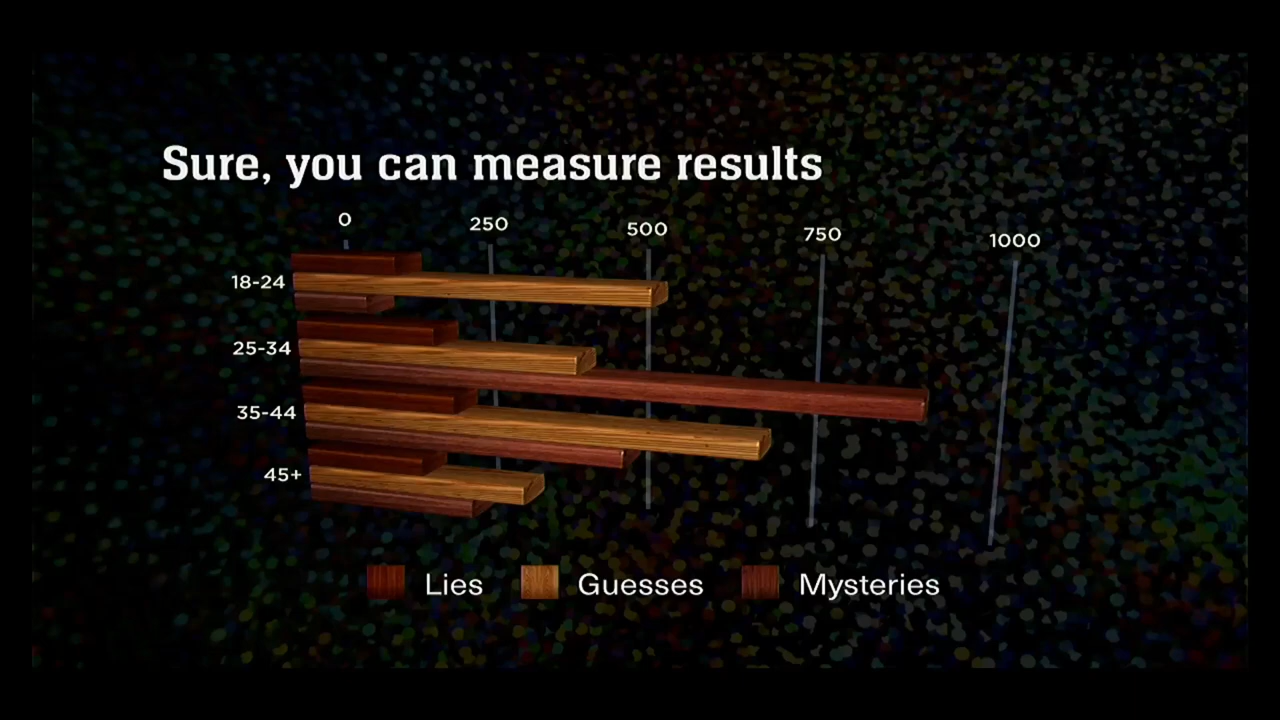 Sure, you can measure results
0 250 500 750 1000
18-24
25-34
35-44
45+
Lies Guesses Mysteries